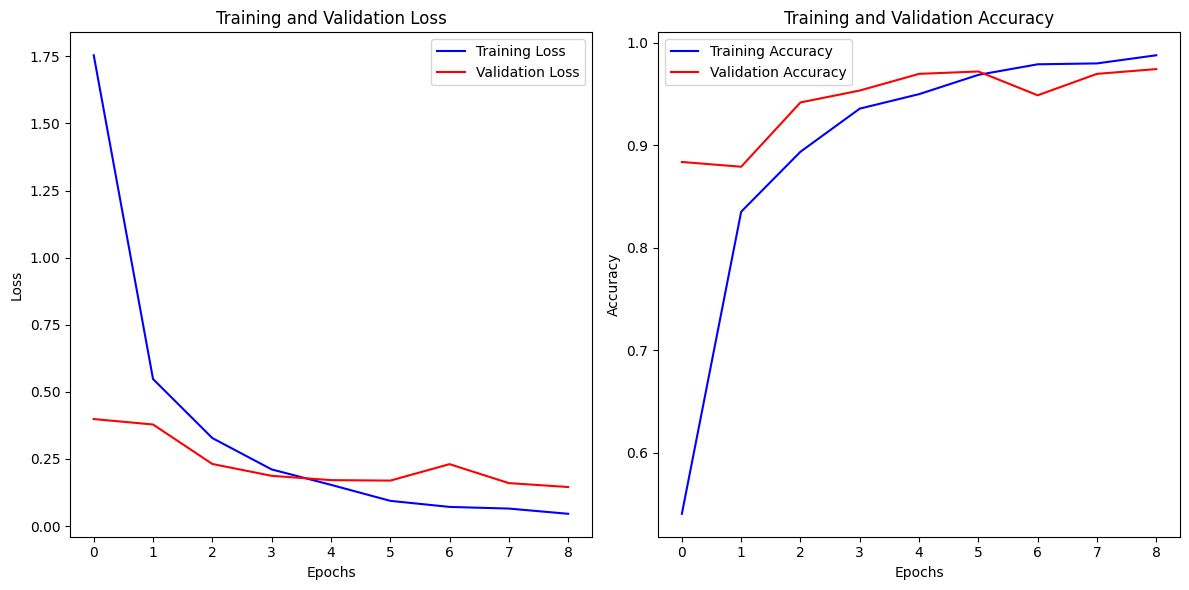 Training and Validation Loss
Training Loss
Validation Loss
1.75
1.50
1.25
1.00
0.75
0.50
0.25
0.00
Loss
0 1 2 3 4 5 6 7 8
Epochs
Training and Validation Accuracy
Training Accuracy
Validation Accuracy
1.0
0.9
0.8
0.7
0.6
Accuracy
0 1 2 3 4 5 6 7 8
Epochs